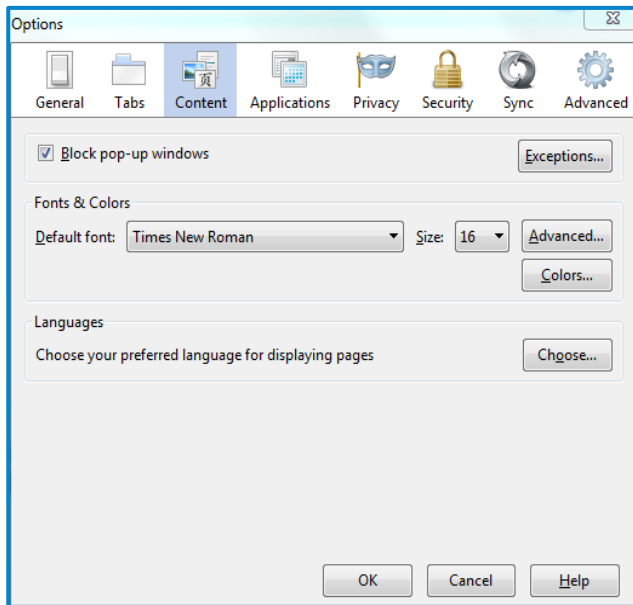 Options
General Tabs Content Applications Privacy Security Sync Advanced
Block pop-up windows Exceptions...
Fonts & Colors
Default font: Times New Roman Size: 16 Advanced...
Colors...
Languages
Choose your preferred language for displaying pages Choose...
OK Cancel Help
页